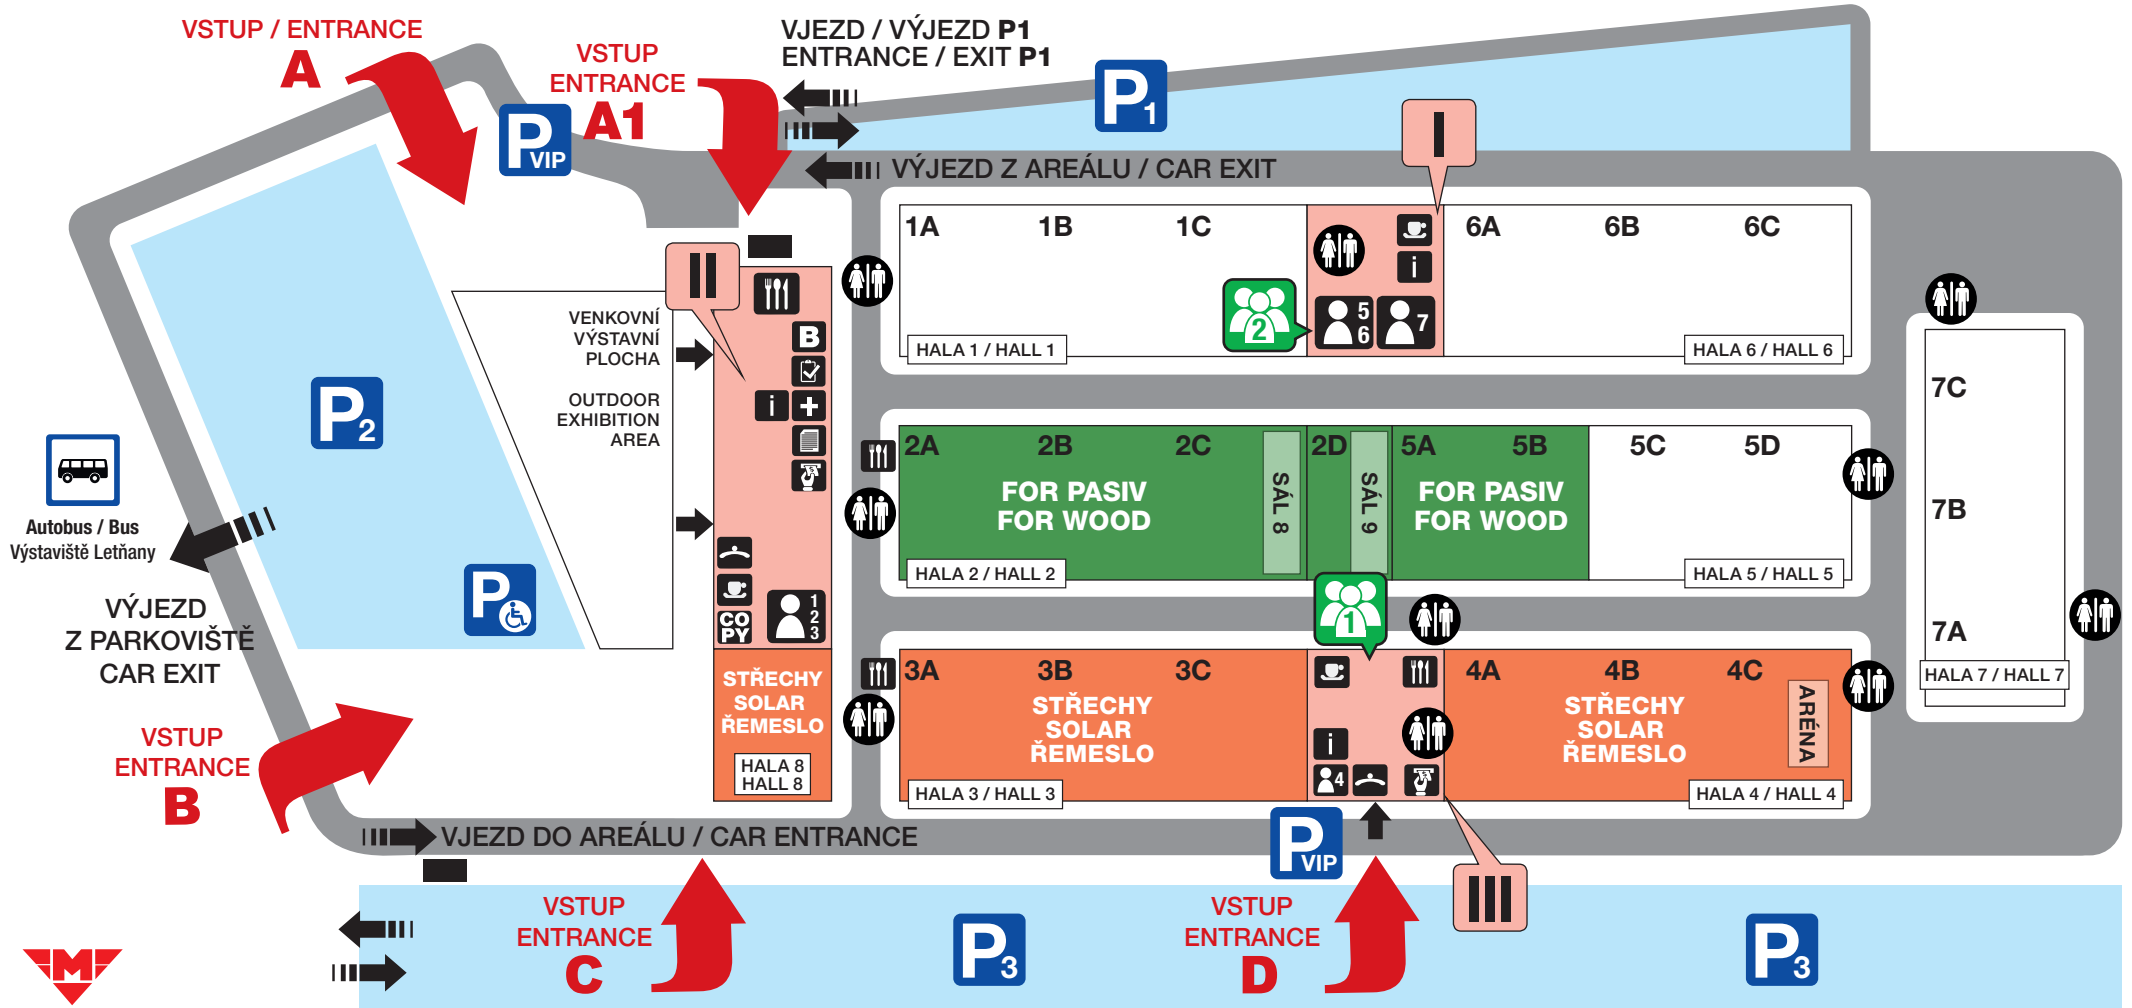 VSTUP / ENTRANCE
A
VSTUP
ENTRANCE
A1
VJEZD / VÝJEZD P1
ENTRANCE / EXIT P1
P VIP
P1
VÝJEZD Z AREÁLU / CAR EXIT
I
1A
1B
1C
6A
6B
6C
i
2
5
6
7
HALA 1 / HALL 1
HALA 6 / HALL 6
II
VENKOVNÍ
VÝSTAVNÍ
PLOCHA
OUTDOOR
EXHIBITION
AREA
B
i
P2
7C
7B
7A
HALA 7 / HALL 7
2A
2B
2C
2D
5A
5B
5C
5D
SÁL 8
SÁL 9
FOR PASIV
FOR WOOD
FOR PASIV
FOR WOOD
HALA 2 / HALL 2
HALA 5 / HALL 5
Autobus / Bus
Výstaviště Letňany
P
VÝJEZD
Z PARKOVIŠTĚ
CAR EXIT
COPY
1
2
3
1
STŘECHY
SOLAR
ŘEMESLO
HALA 8
HALL 8
3A
3B
3C
4A
4B
4C
STŘECHY
SOLAR
ŘEMESLO
STŘECHY
SOLAR
ŘEMESLO
ARÉNA
i
4
HALA 3 / HALL 3
HALA 4 / HALL 4
VSTUP
ENTRANCE
B
VJEZD DO AREÁLU / CAR ENTRANCE
P VIP
III
VSTUP
ENTRANCE
C
P3
VSTUP
ENTRANCE
D
P3
M